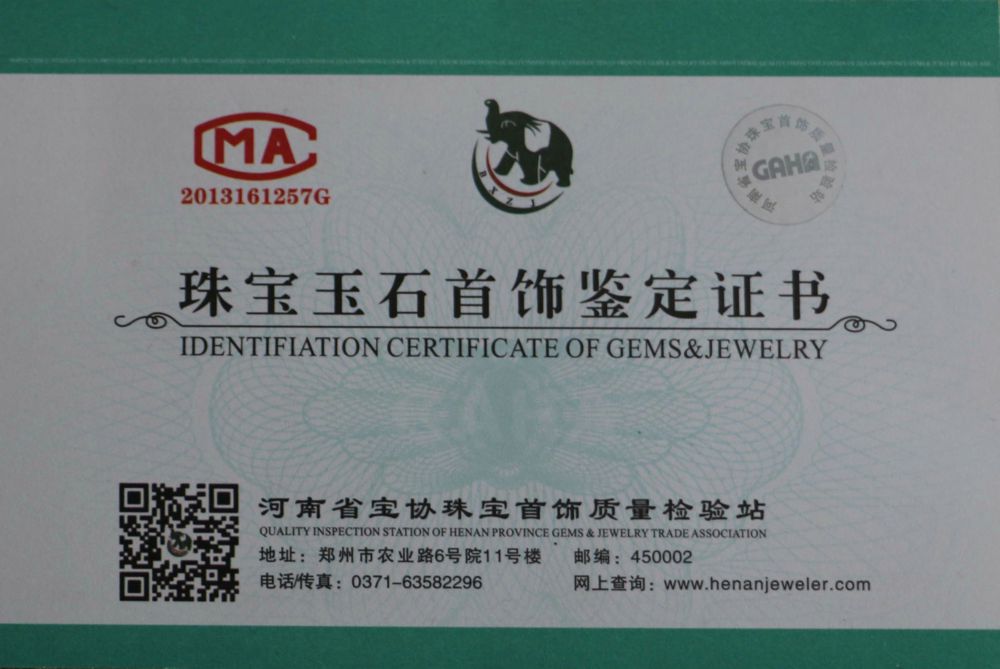 CMA
2013161257G
BXZJ
河南省宝协珠宝首饰质量检验站
GAHA
珠宝玉石首饰鉴定证书
IDENTIFIATION CERTIFICATE OF GEMS&JEWELRY
河南省宝协珠宝首饰质量检验站
QUALITY INSPECTION STATION OF HENAN PROVINCE GEMS & JEWELRY TRADE ASSOCIATION
地址：郑州市农业路6号院11号楼 邮编：450002
电话/传真：0371-63582296 网上查询：www.henanjeweler.com